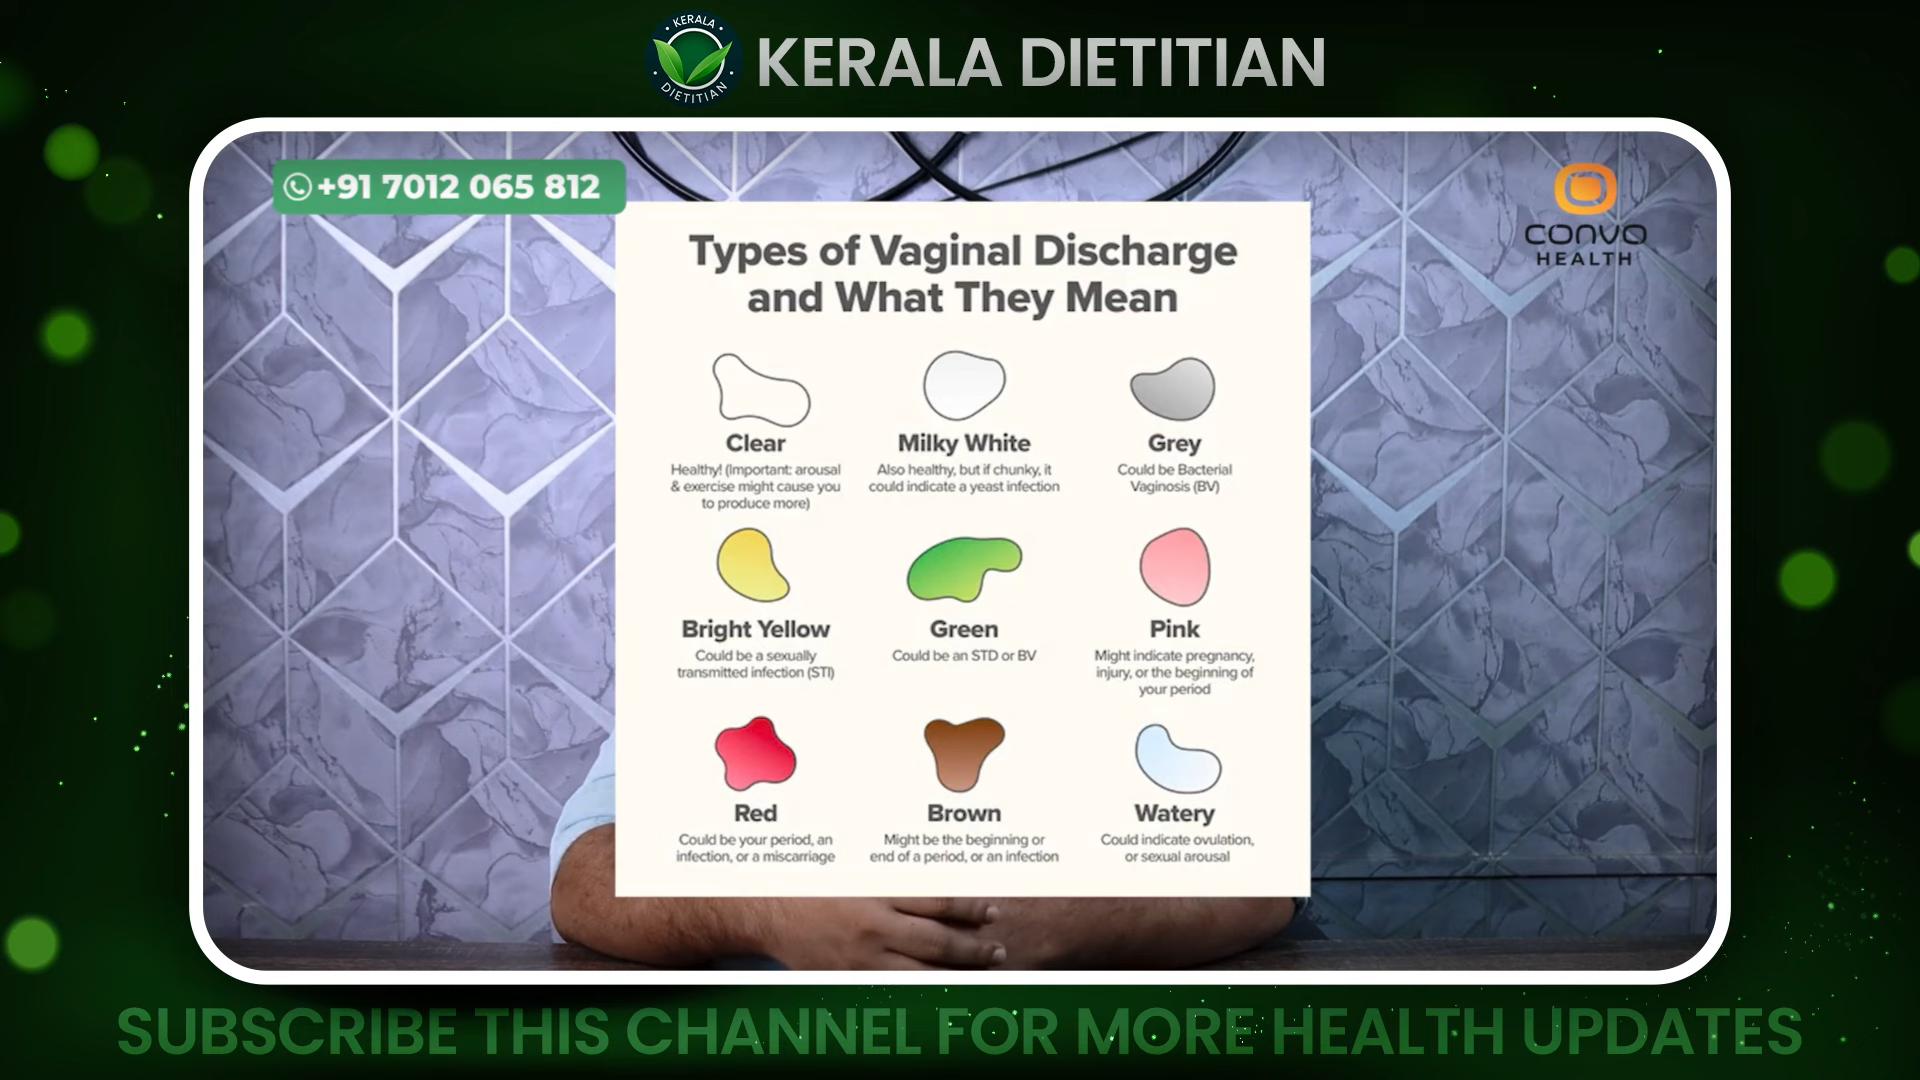 KERALA
DIETITIAN
KERALA DIETITIAN
+91 7012 065 812
CONVO
HEALTH
Types of Vaginal Discharge
and What They Mean
Clear
Healthy! (Important: arousal
& exercise might cause you
to produce more)
Milky White
Also healthy, but if chunky, it
could indicate a yeast infection
Grey
Could be Bacterial
Vaginosis (BV)
Bright Yellow
Could be a sexually
transmitted infection (STI)
Green
Could be an STD or BV
Pink
Might indicate pregnancy,
injury, or the beginning of
your period
Red
Could be your period, an
infection, or a miscarriage
Brown
Might be the beginning or
end of a period, or an infection
Watery
Could indicate ovulation,
or sexual arousal
SUBSCRIBE THIS CHANNEL FOR MORE HEALTH UPDATES